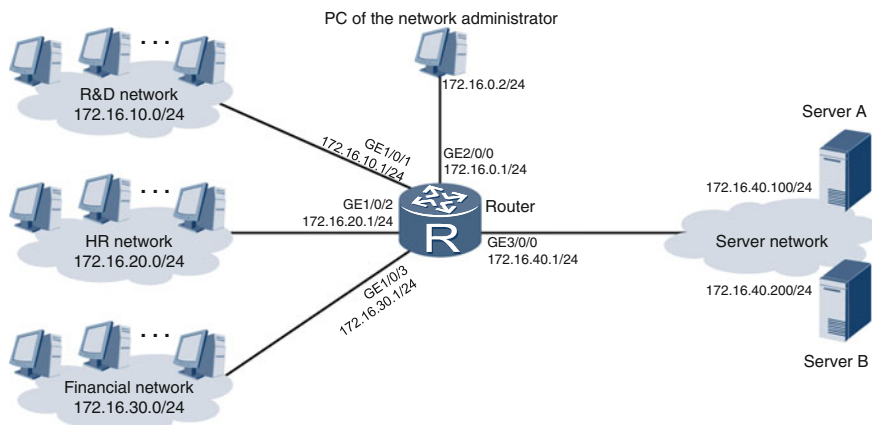 PC of the network administrator
172.16.0.2/24
R&D network
172.16.10.0/24
GE1/0/1
172.16.10.1/24
GE2/0/0
172.16.0.1/24
Server A
172.16.40.100/24
GE1/0/2
172.16.20.1/24
Router
R
HR network
172.16.20.0/24
GE3/0/0
172.16.40.1/24
Server network
GE1/0/3
172.16.30.1/24
172.16.40.200/24
Server B
Financial network
172.16.30.0/24